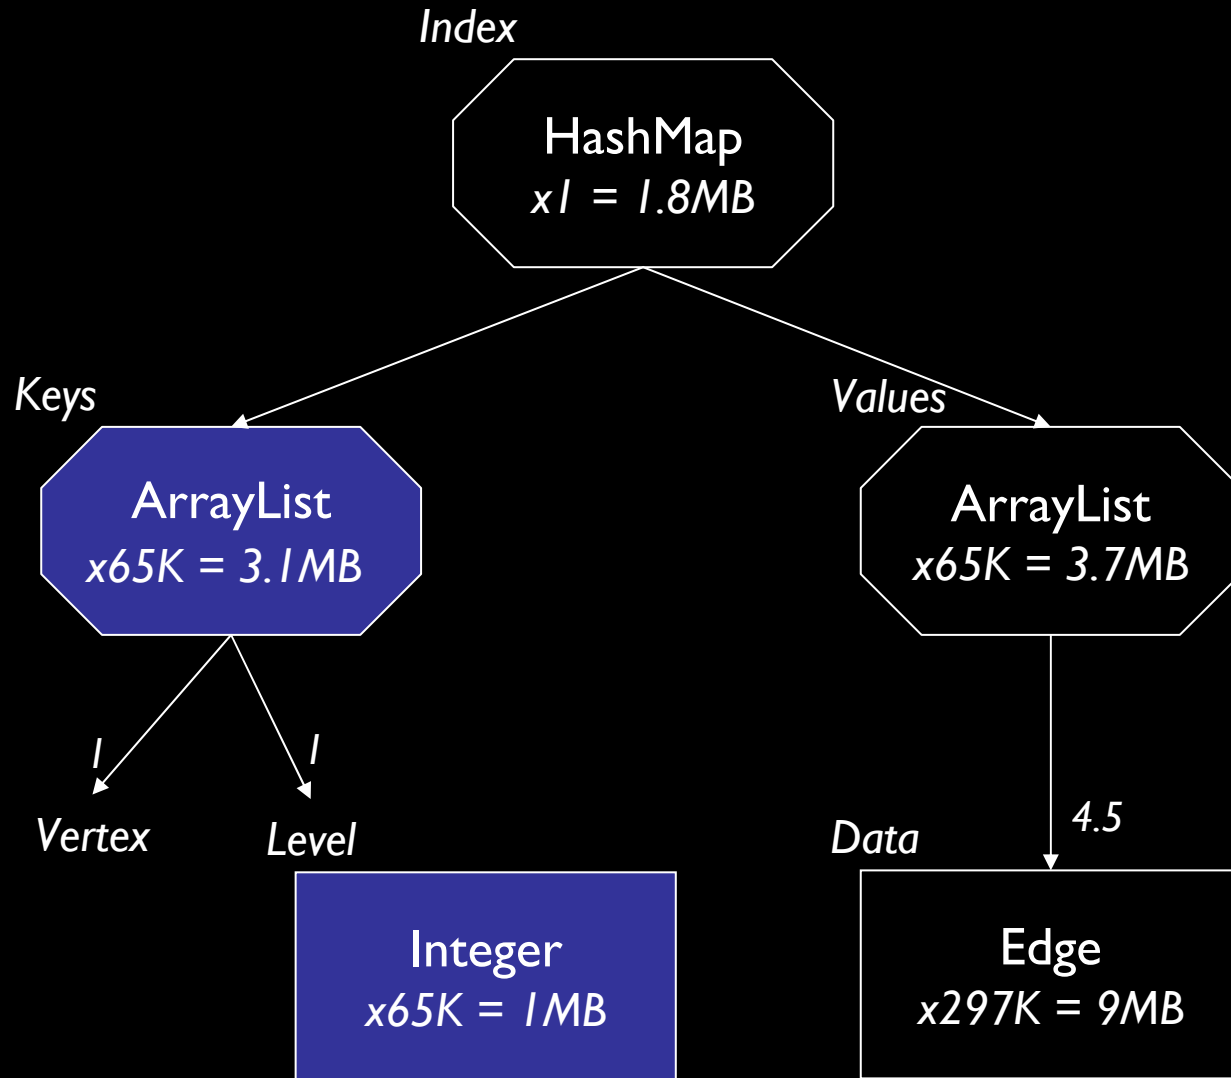 Index
HashMap
x1 = 1.8MB
Keys
Values
ArrayList
x65K = 3.1MB
ArrayList
x65K = 3.7MB
1
1
4.5
Vertex
Level
Data
Integer
x65K = 1MB
Edge
x297K = 9MB